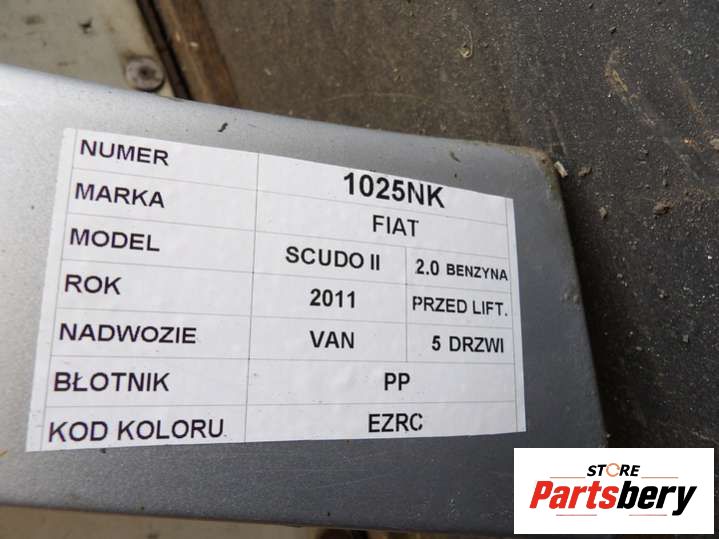 NUMER 1025NK
MARKA FIAT
MODEL SCUDO II 2.0 BENZYNA
ROK 2011 PRZED LIFT.
NADWOZIE VAN 5 DRZWI
BŁOTNIK PP
KOD KOLORU EZRC
STORE
Partsbery